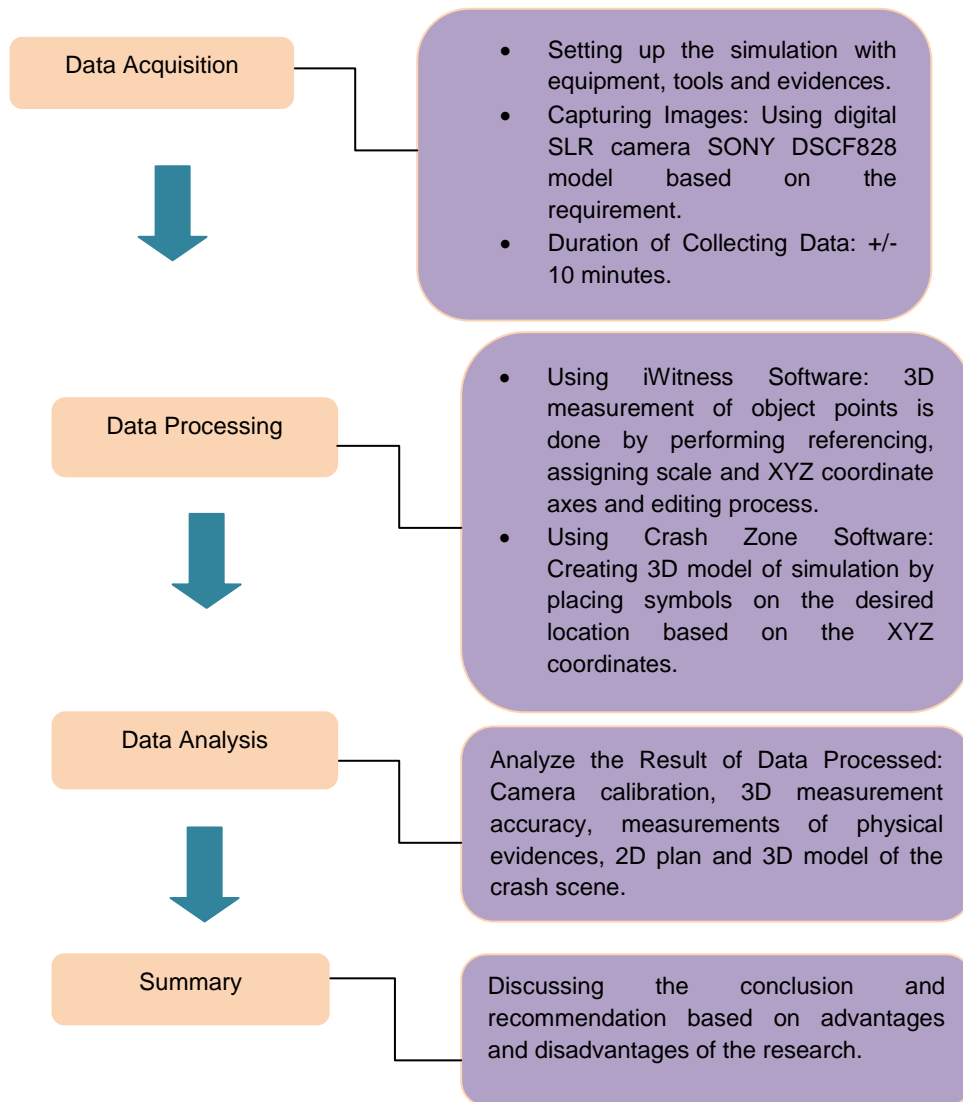 Data Acquisition
• Setting up the simulation with
equipment, tools and evidences.
• Capturing Images: Using digital
SLR camera SONY DSCF828
model based on the
requirement.
• Duration of Collecting Data: +/-
10 minutes.
Data Processing
• Using iWitness Software: 3D
measurement of object points is
done by performing referencing,
assigning scale and XYZ coordinate
axes and editing process.
• Using Crash Zone Software:
Creating 3D model of simulation by
placing symbols on the desired
location based on the XYZ
coordinates.
Data Analysis
Analyze the Result of Data Processed:
Camera calibration, 3D measurement
accuracy, measurements of physical
evidences, 2D plan and 3D model of the
crash scene.
Summary
Discussing the conclusion and
recommendation based on advantages
and disadvantages of the research.